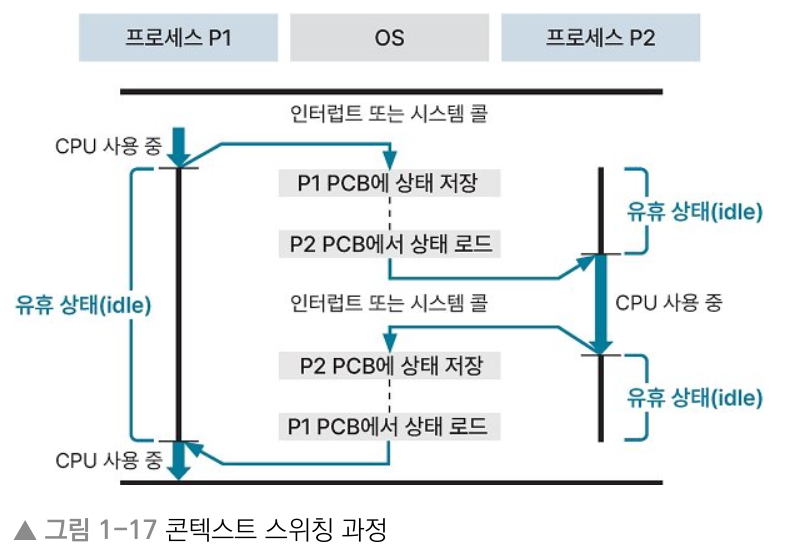 프로세스 P1
OS
프로세스 P2
인터럽트 또는 시스템 콜
CPU 사용 중
P1 PCB에 상태 저장
유휴 상태(idle)
P2 PCB에서 상태 로드
유휴 상태(idle)
인터럽트 또는 시스템 콜
CPU 사용 중
P2 PCB에 상태 저장
유휴 상태(idle)
P1 PCB에서 상태 로드
CPU 사용 중
▲ 그림 1-17 콘텍스트 스위칭 과정